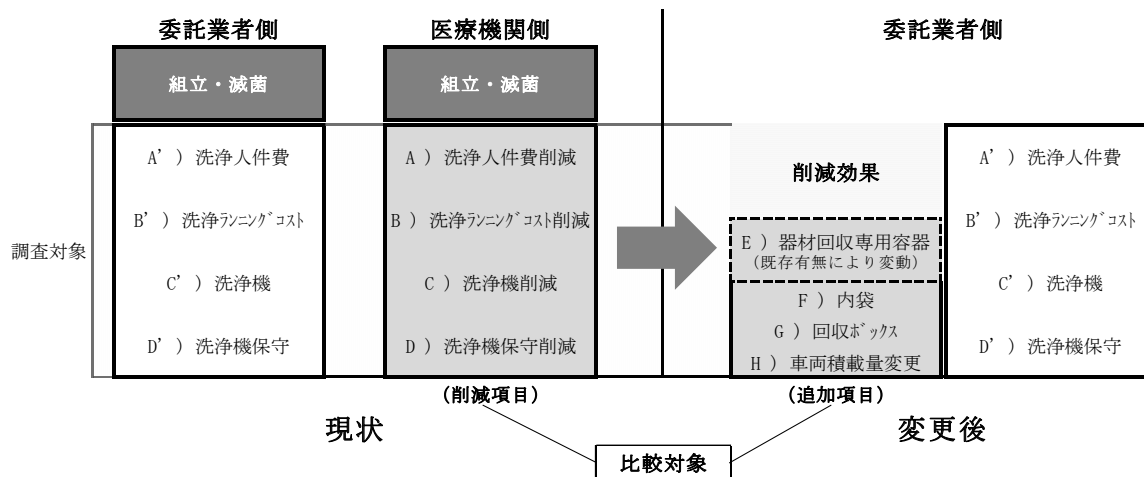 委託業者側
医療機関側
委託業者側
組立・滅菌
組立・滅菌
調査対象
A’）洗浄人件費
B’）洗浄ﾗﾝﾆﾝｸﾞｺｽﾄ
C’）洗浄機
D’）洗浄機保守
A）洗浄人件費削減
B）洗浄ﾗﾝﾆﾝｸﾞｺｽﾄ削減
C）洗浄機削減
D）洗浄機保守削減
削減効果
E）器材回収専用容器
(既存有無により変動)
F）内袋
G）回収ﾎﾞｯｸｽ
H）車両積載量変更
A’）洗浄人件費
B’）洗浄ﾗﾝﾆﾝｸﾞｺｽﾄ
C’）洗浄機
D’）洗浄機保守
(削減項目)
(追加項目)
現状
変更後
比較対象